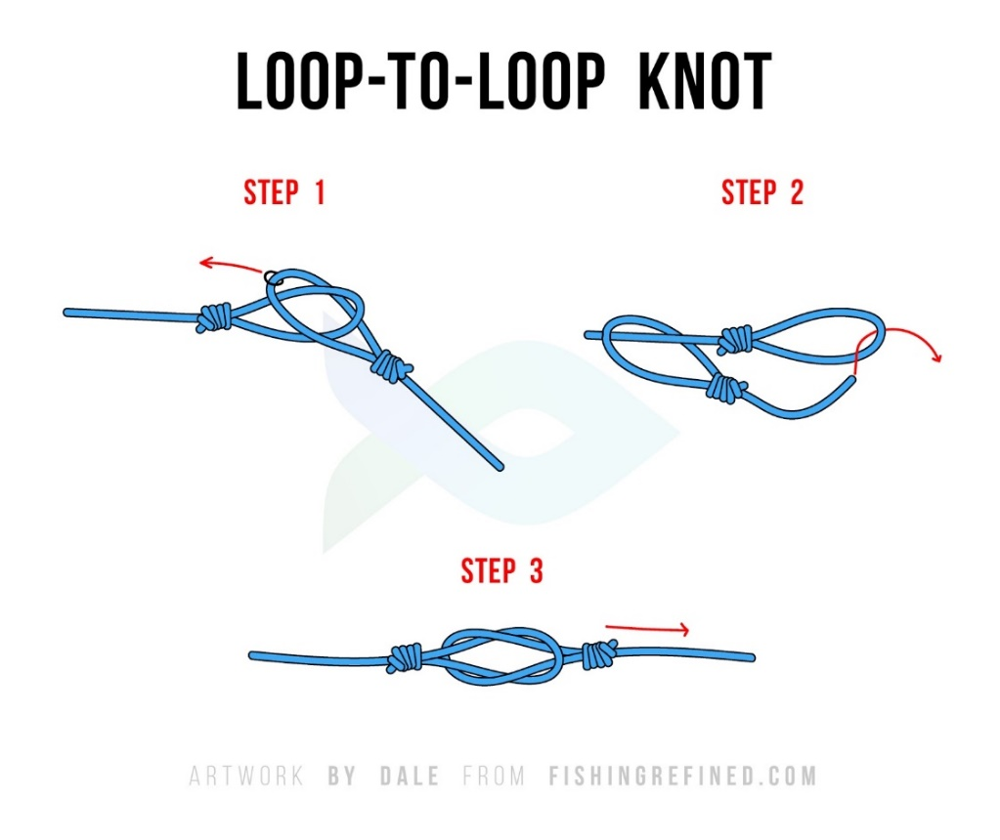 LOOP-TO-LOOP KNOT
STEP 1
STEP 2
STEP 3
ARTWORK BY DALE FROM FISHINGREFINED.COM